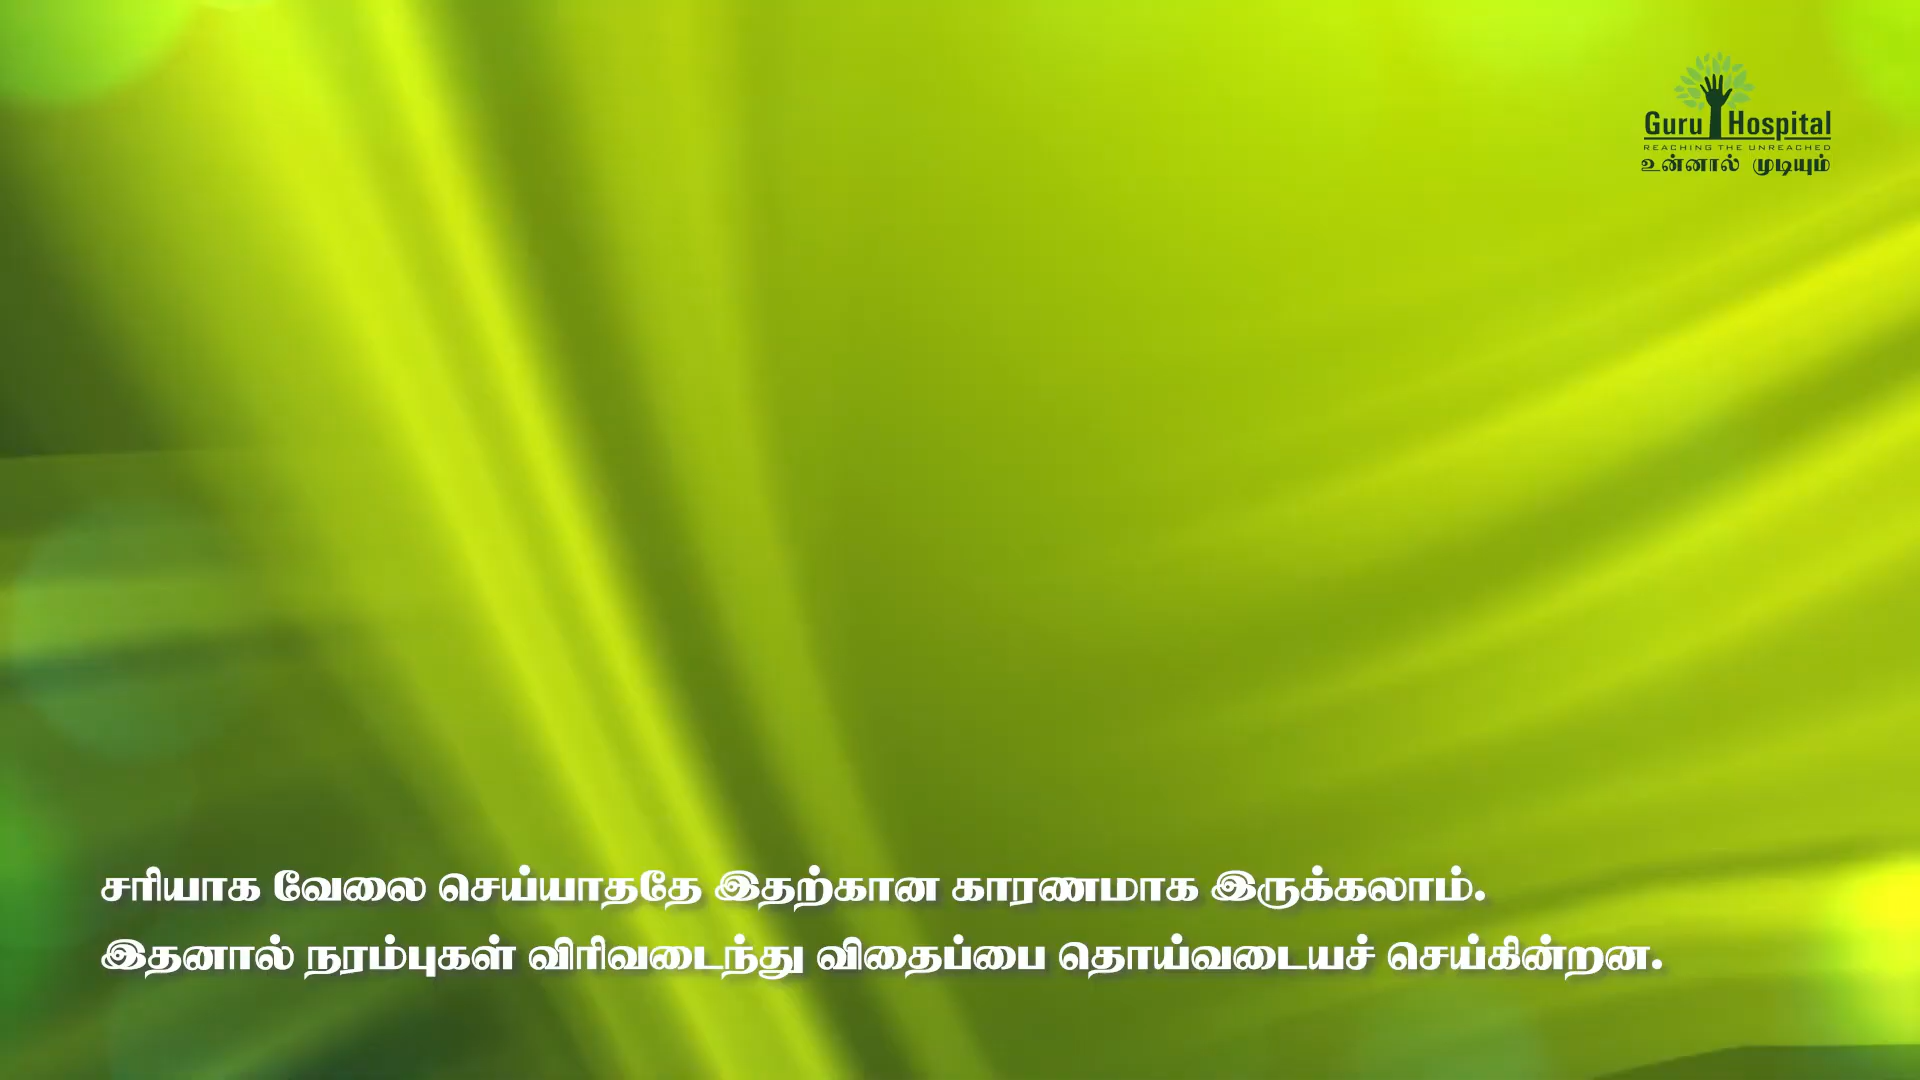 Guru Hospital
REACHING THE UNREACHED
உன்னால் முடியும்
சரியாக வேலை செய்யாததே இதற்கான காரணமாக இருக்கலாம்.
இதனால் நரம்புகள் விரிவடைந்து விதைப்பை தொய்வடையச் செய்கின்றன.